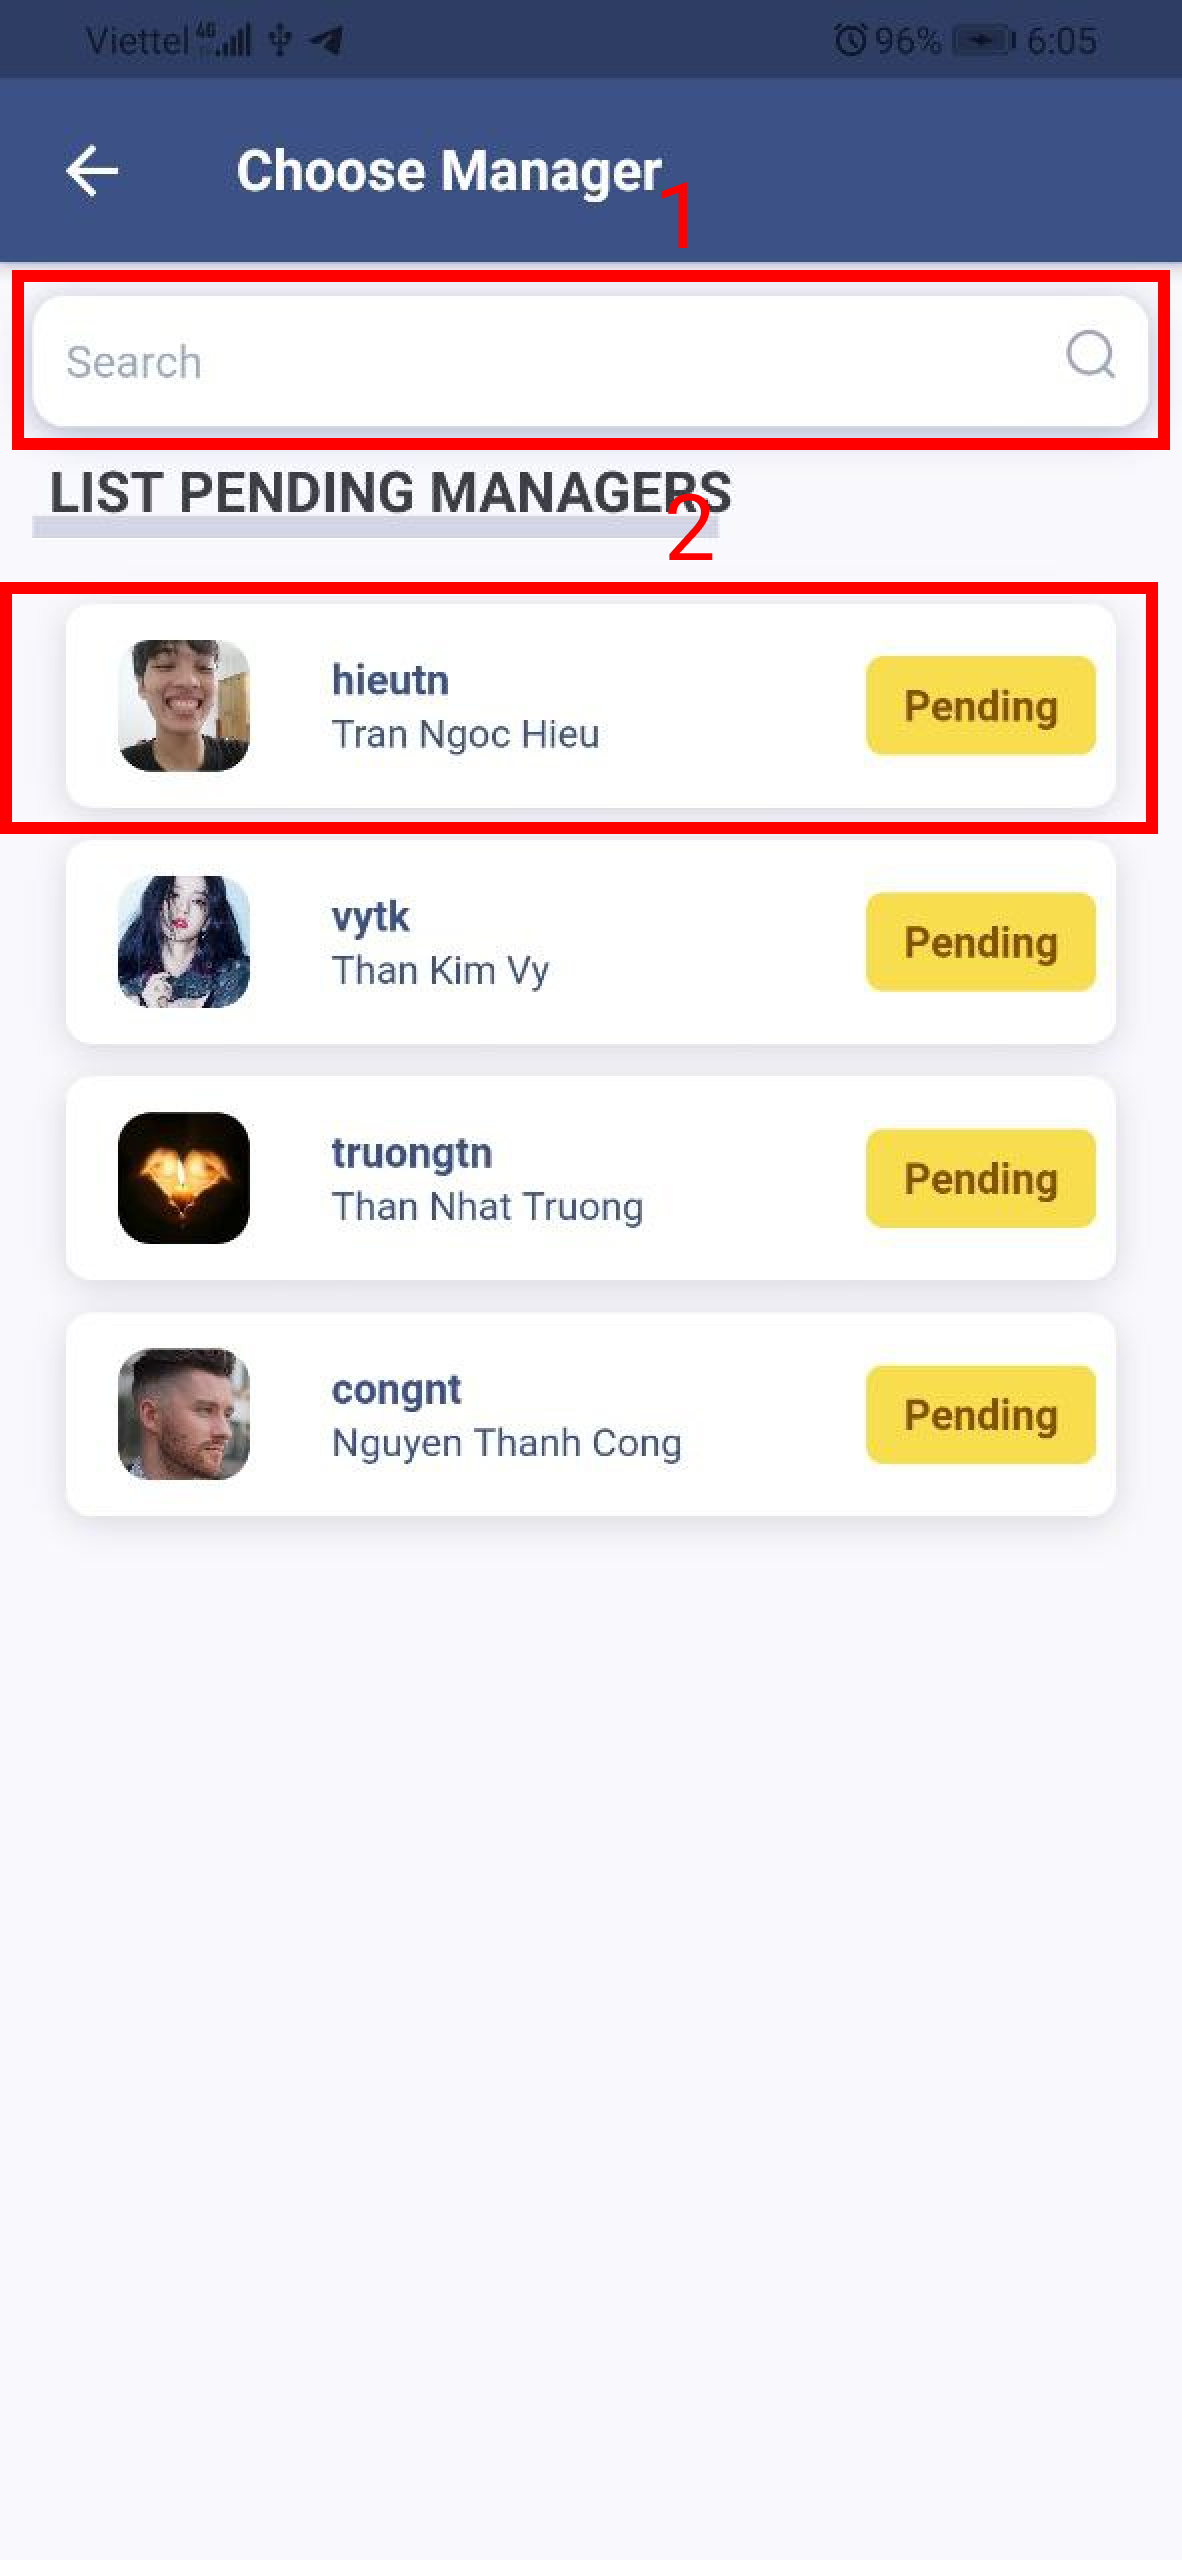 Viettel 4G 96% 6:05
Choose Manager
1
Search
LIST PENDING MANAGERS
2
hieutn
Tran Ngoc Hieu
Pending
vytk
Than Kim Vy
Pending
truongtn
Than Nhat Truong
Pending
congnt
Nguyen Thanh Cong
Pending